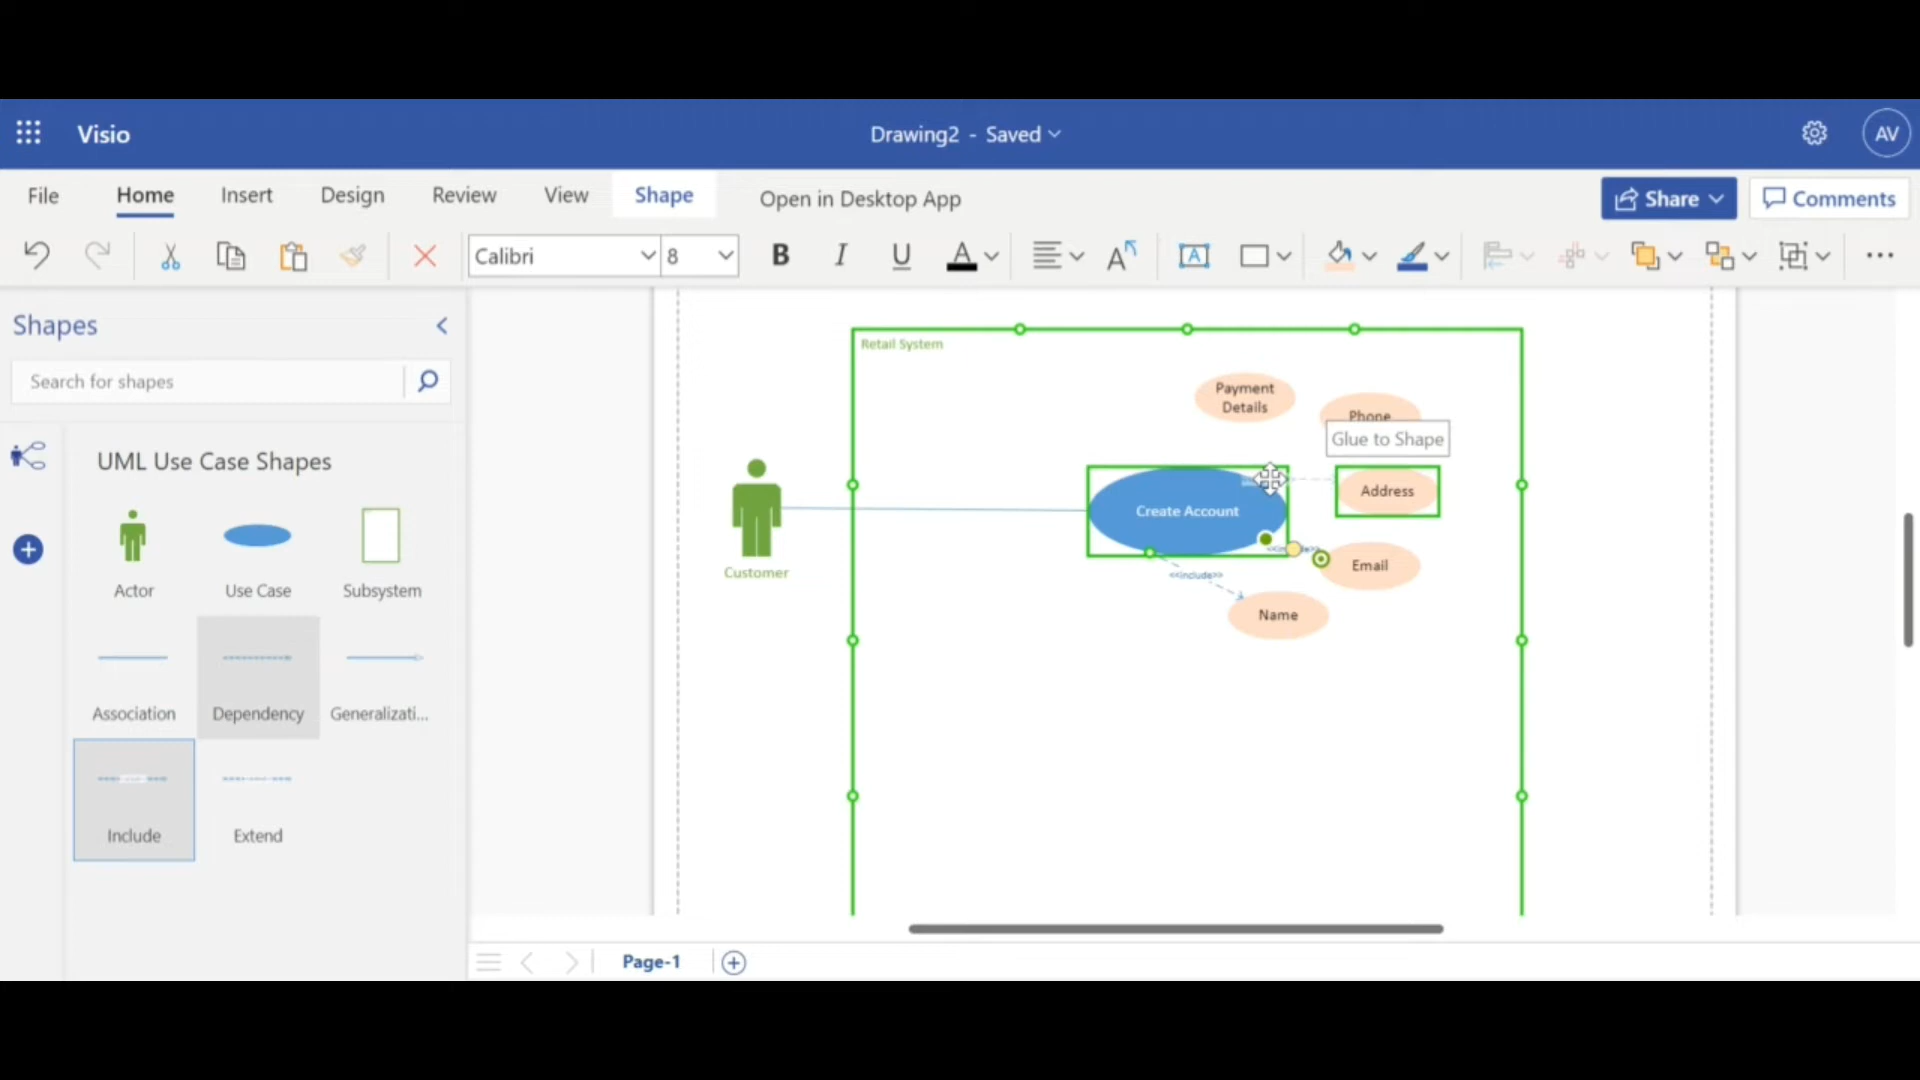 Visio
Drawing2 - Saved
AV
File
Home
Insert
Design
Review
View
Shape
Open in Desktop App
Share
Comments
Calibri
8
B
I
U
A
A
A
Shapes
Search for shapes
UML Use Case Shapes
Actor
Use Case
Subsystem
Association
Dependency
Generalizati...
Include
Extend
Retail System
Payment
Details
Phone
Glue to Shape
Address
Create Account
Email
<<include>>
Name
Customer
Page-1